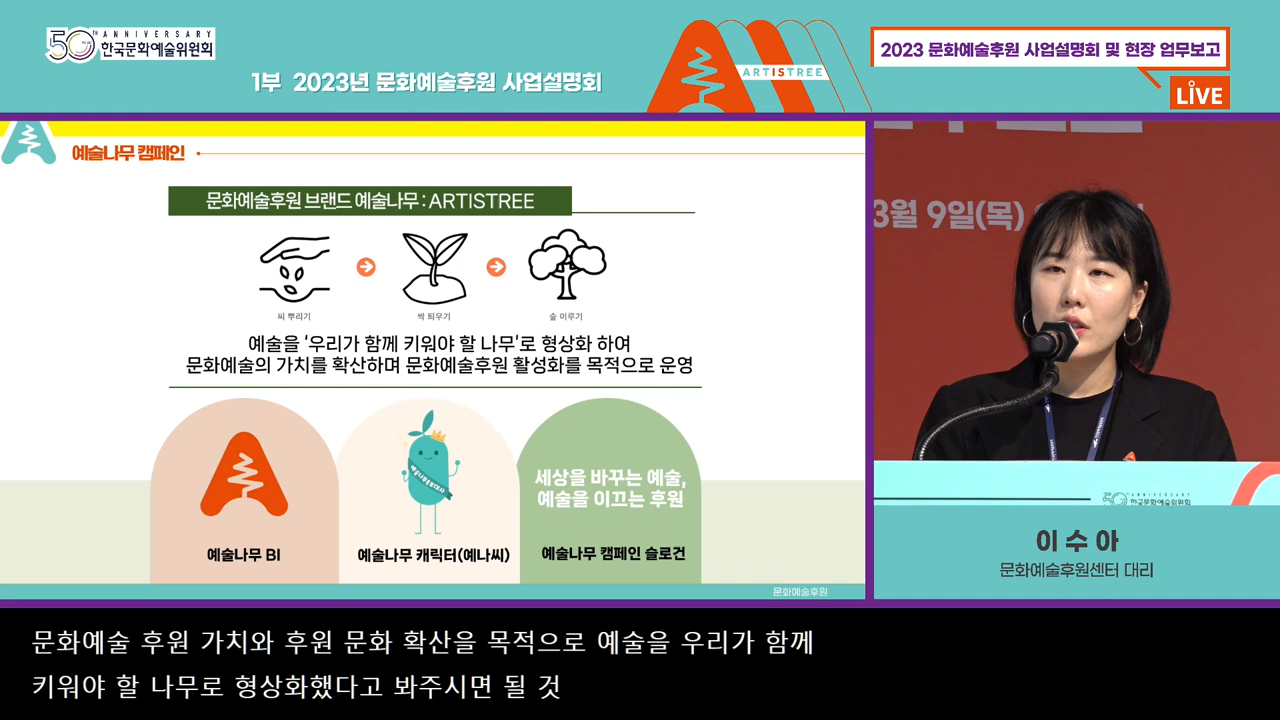 50TH ANNIVERSARY
한국문화예술위원회
1부 2023년 문화예술후원 사업설명회
ARTISTREE
2023 문화예술후원 사업설명회 및 현장 업무보고
LIVE
예술나무 캠페인
문화예술후원 브랜드 예술나무 : ARTISTREE
씨 뿌리기
싹 틔우기
숲 이루기
예술을 '우리가 함께 키워야 할 나무'로 형상화 하여
문화예술의 가치를 확산하며 문화예술후원 활성화를 목적으로 운영
예술나무 BI
예술나무 캐릭터(예나씨)
세상을 바꾸는 예술,
예술을 이끄는 후원
예술나무 캠페인 슬로건
문화예술후원
3월 9일(목)
50TH ANNIVERSARY
한국문화예술위원회
이 수 아
문화예술후원센터 대리
문화예술 후원 가치와 후원 문화 확산을 목적으로 예술을 우리가 함께
키워야 할 나무로 형상화했다고 봐주시면 될 것